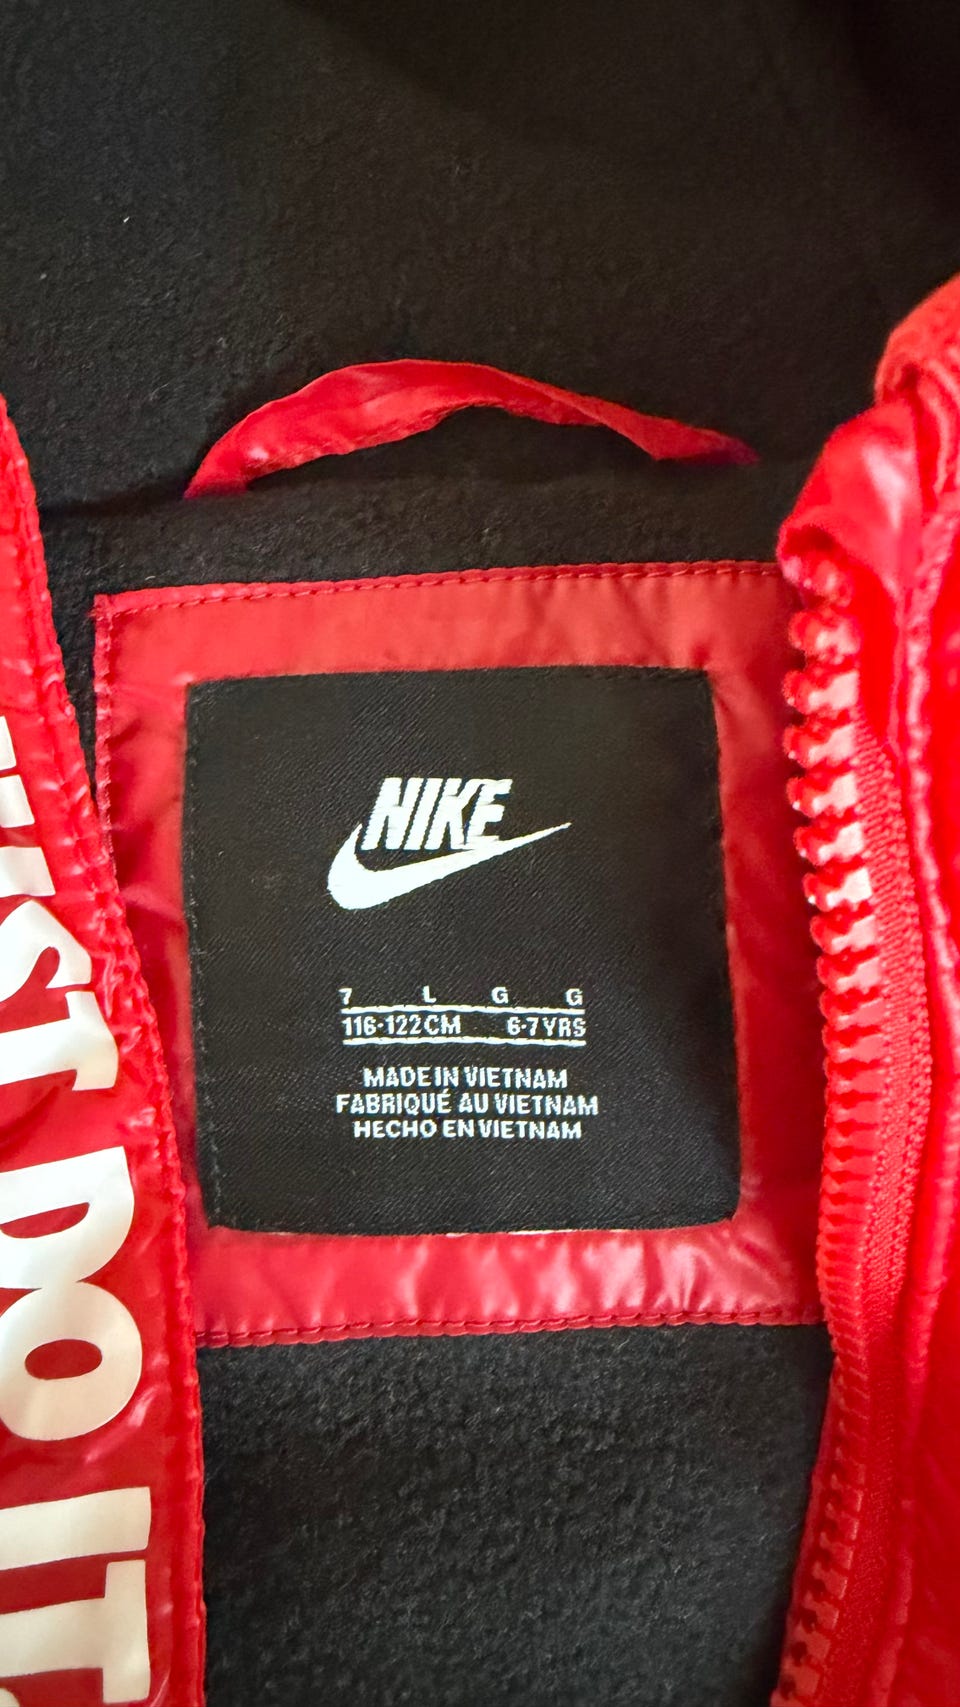 NIKE
7 L G G
116-122CM 6-7YRS
MADE IN VIETNAM
FABRIQUÉ AU VIETNAM
HECHO EN VIETNAM
JUST DO IT.